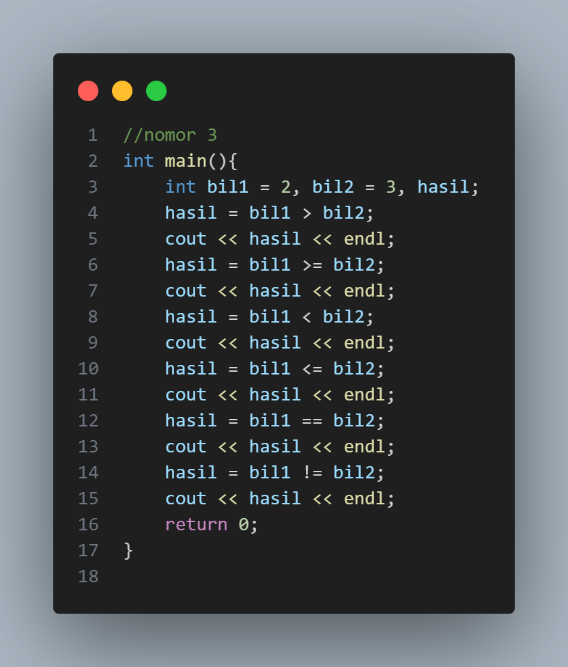 1 //nomor 3
2 int main(){
3     int bil1 = 2, bil2 = 3, hasil;
4     hasil = bil1 > bil2;
5     cout << hasil << endl;
6     hasil = bil1 >= bil2;
7     cout << hasil << endl;
8     hasil = bil1 < bil2;
9     cout << hasil << endl;
10     hasil = bil1 <= bil2;
11     cout << hasil << endl;
12     hasil = bil1 == bil2;
13     cout << hasil << endl;
14     hasil = bil1 != bil2;
15     cout << hasil << endl;
16     return 0;
17 }
18